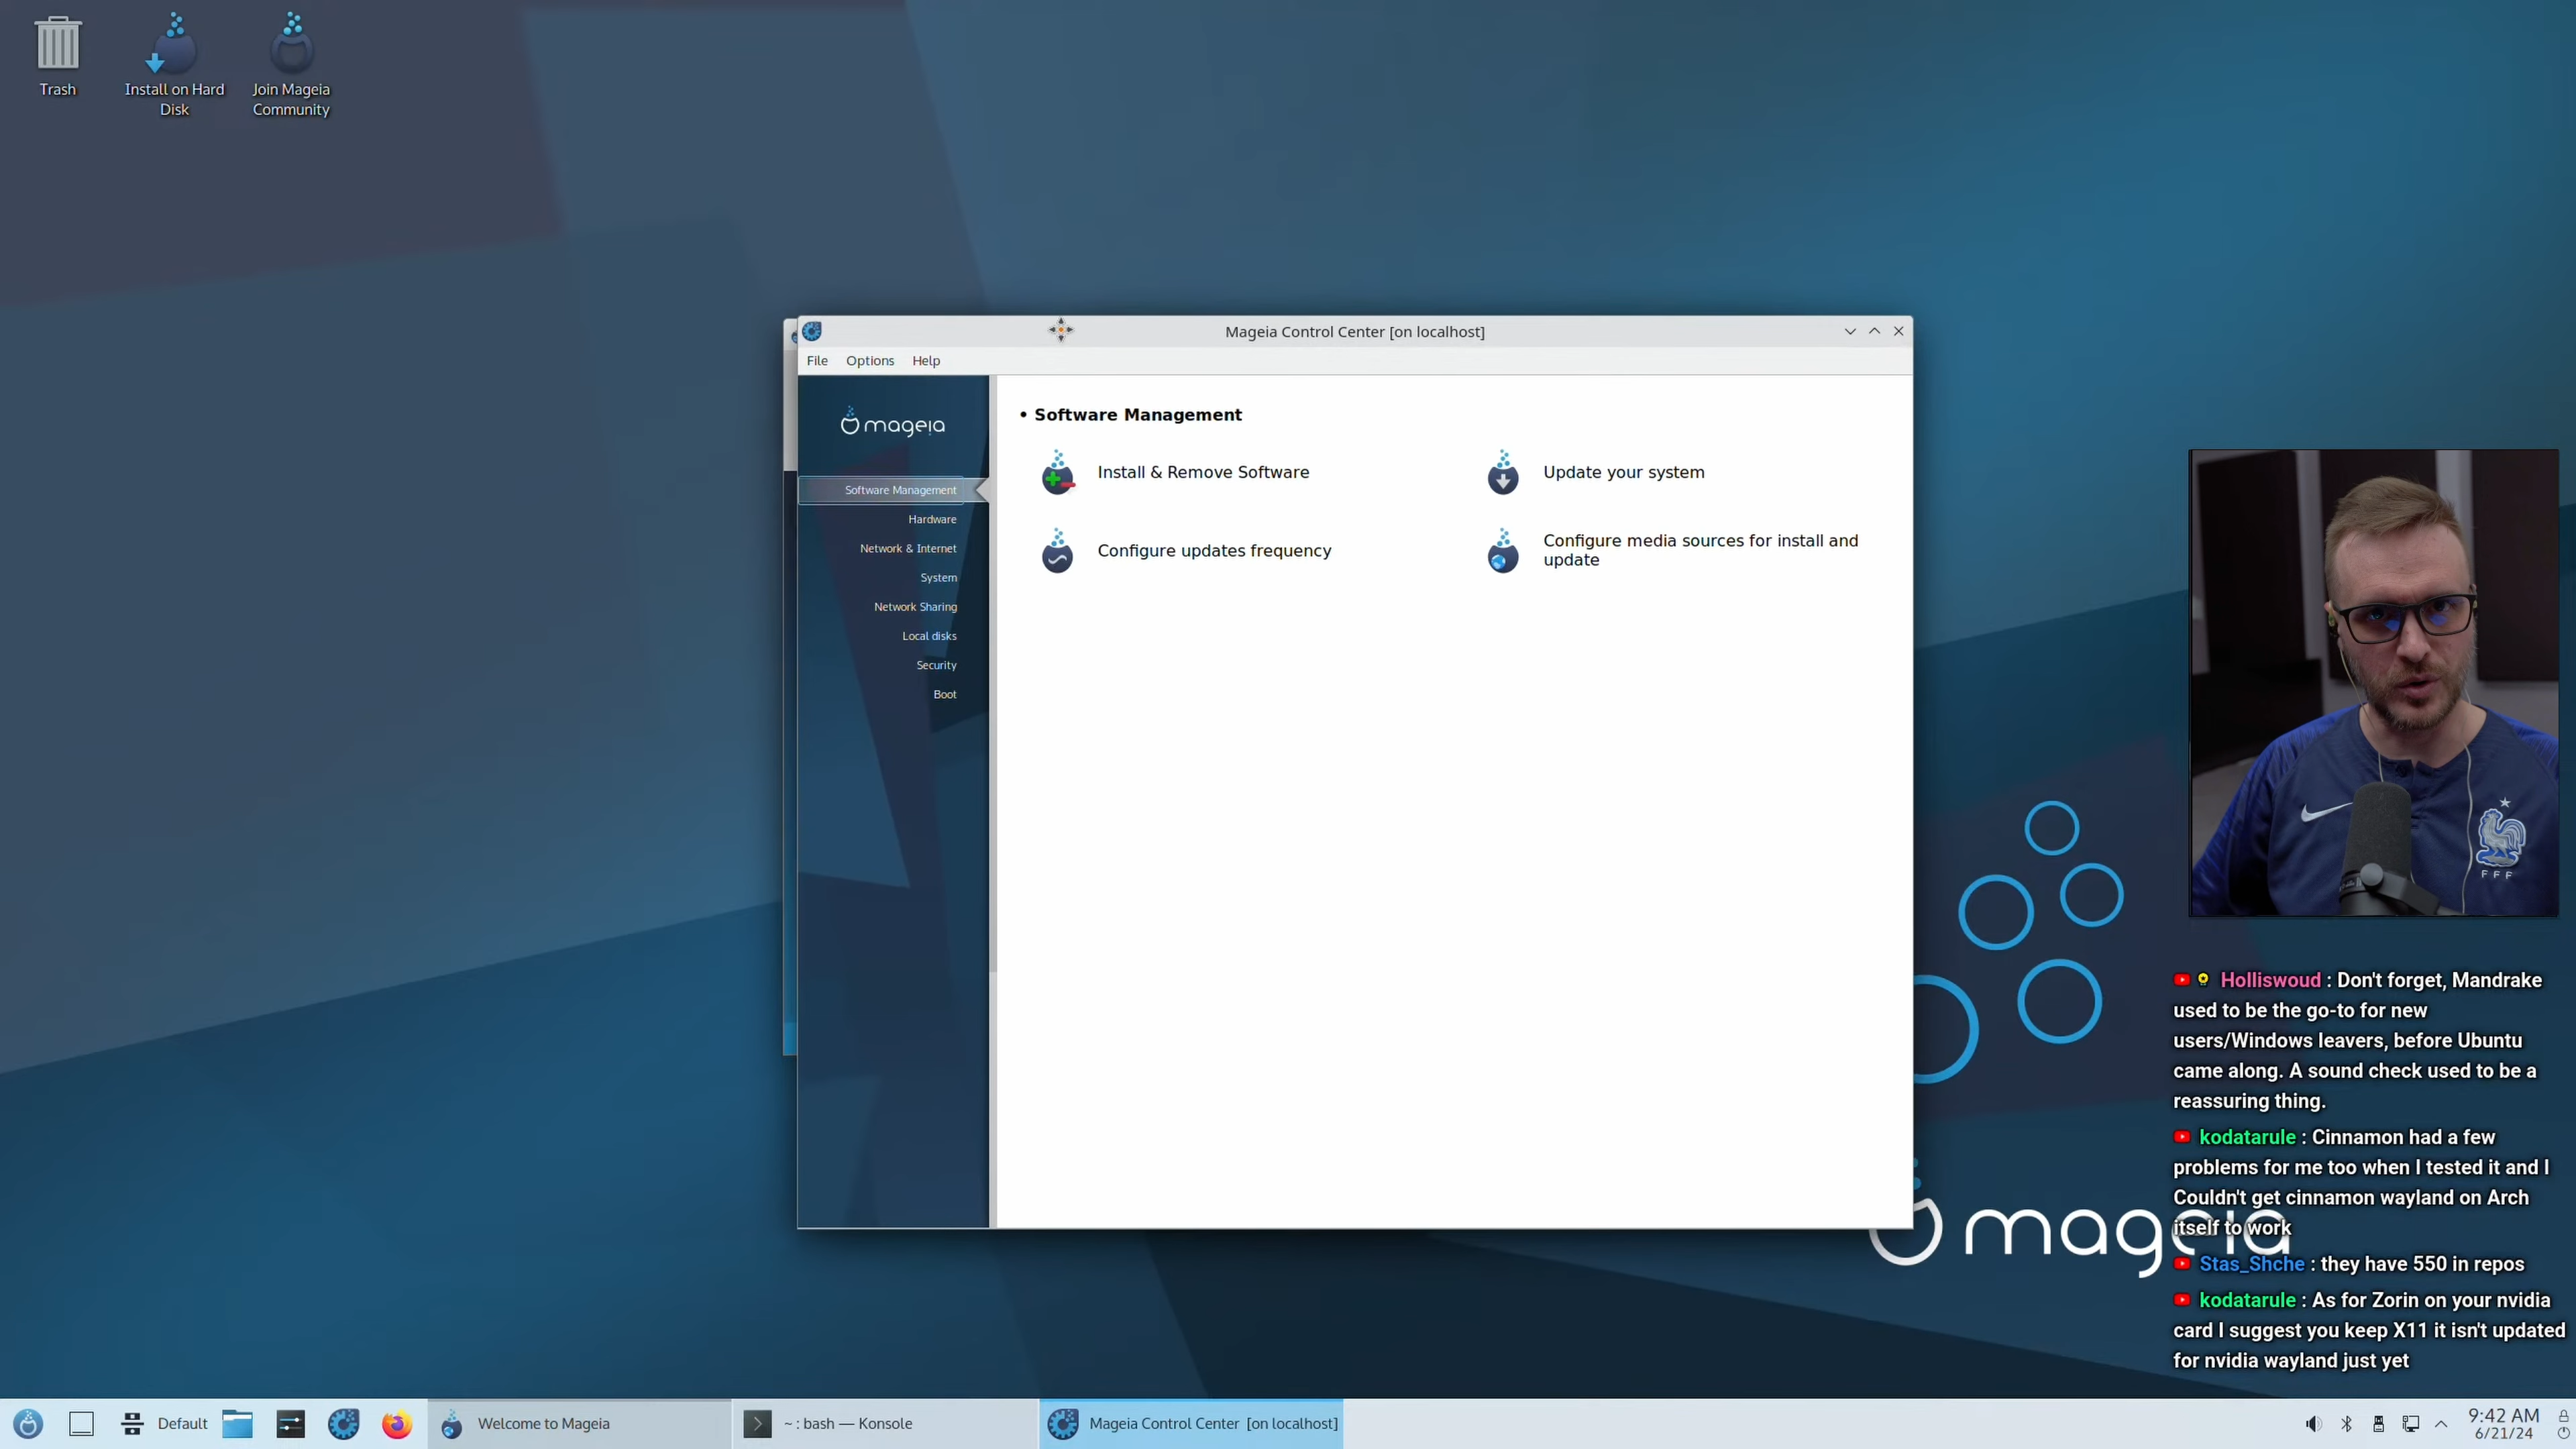 Trash
Install on Hard
Disk
Join Mageia
Community
Mageia Control Center [on localhost]
File Options Help
mageia
Software Management
Hardware
Network & Internet
System
Network Sharing
Local disks
Security
Boot
• Software Management
Install & Remove Software
Update your system
Configure updates frequency
Configure media sources for install and
update
FFF
Holliswoud : Don't forget, Mandrake
used to be the go-to for new
users/Windows leavers, before Ubuntu
came along. A sound check used to be a
reassuring thing.
kodatarule : Cinnamon had a few
problems for me too when I tested it and I
Couldn't get cinnamon wayland on Arch
itself to work
Stas_Shche : they have 550 in repos
kodatarule : As for Zorin on your nvidia
card I suggest you keep X11 it isn't updated
for nvidia wayland just yet
mageia
Default
Welcome to Mageia
~ : bash — Konsole
Mageia Control Center [on localhost]
9:42 AM
6/21/24